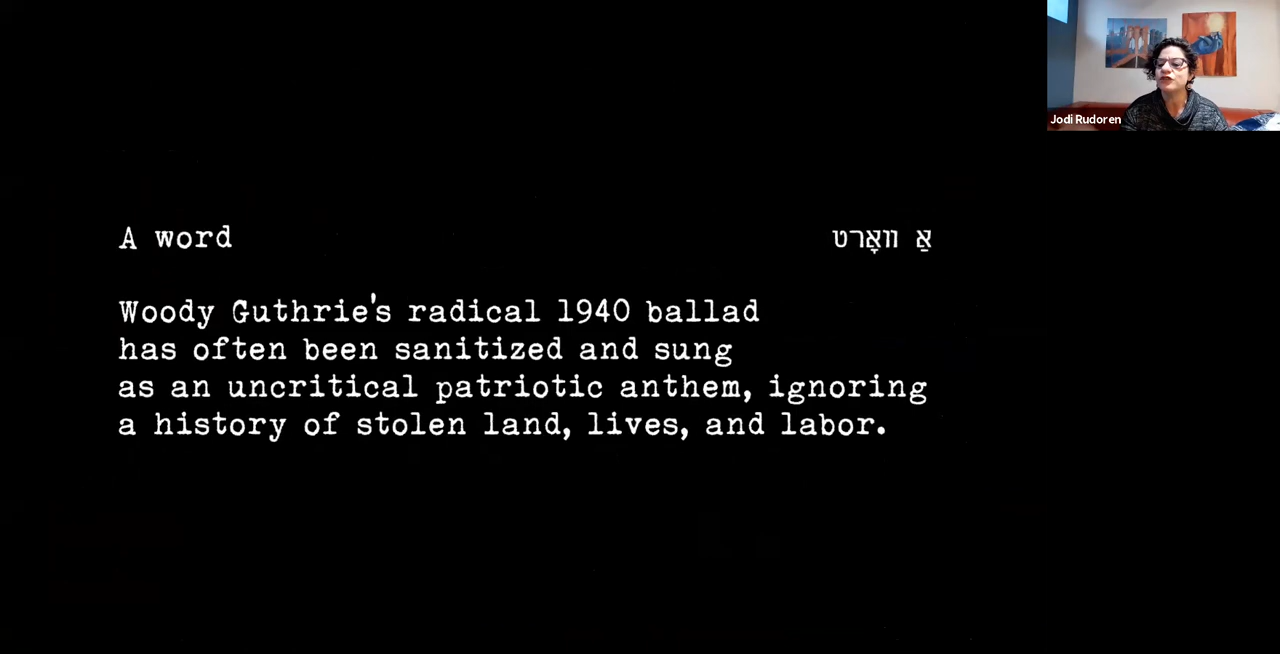 Jodi Rudoren
A word
אַ וואָרט
Woody Guthrie's radical 1940 ballad
has often been sanitized and sung
as an uncritical patriotic anthem, ignoring
a history of stolen land, lives, and labor.